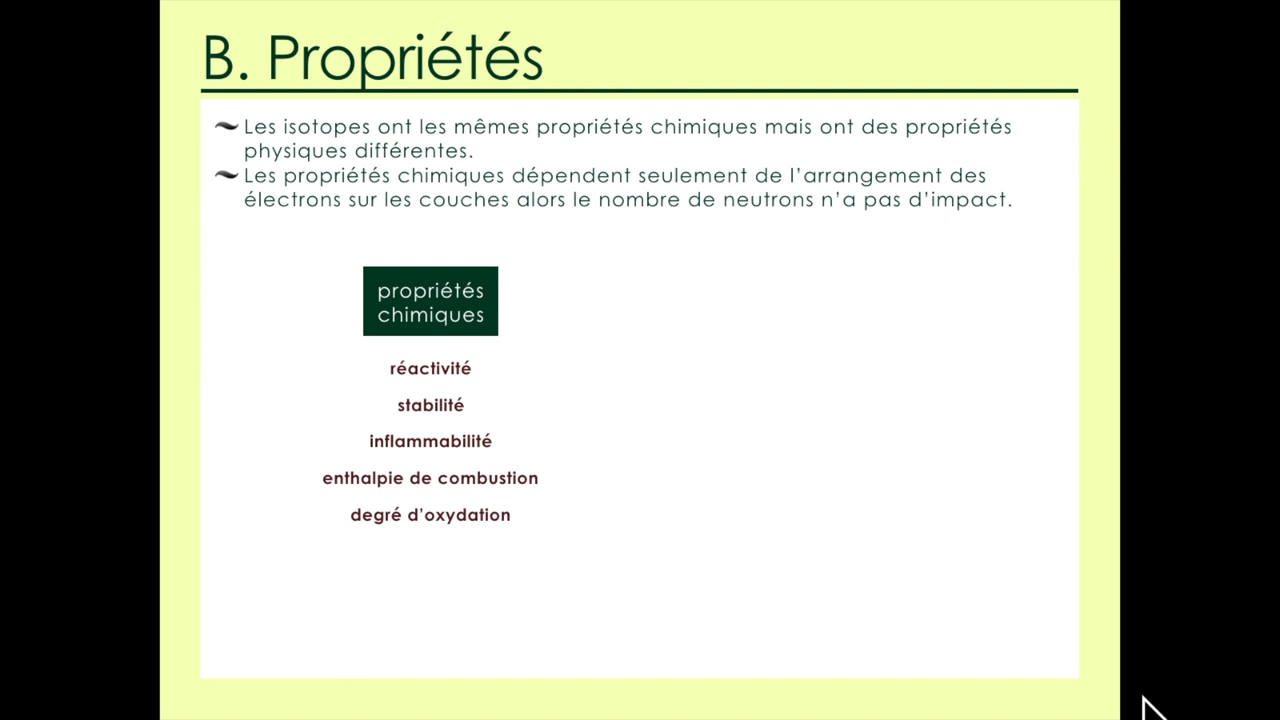 B. Propriétés
Les isotopes ont les mêmes propriétés chimiques mais ont des propriétés
physiques différentes.
Les propriétés chimiques dépendent seulement de l’arrangement des
électrons sur les couches alors le nombre de neutrons n’a pas d’impact.
propriétés
chimiques
réactivité
stabilité
inflammabilité
enthalpie de combustion
degré d’oxydation